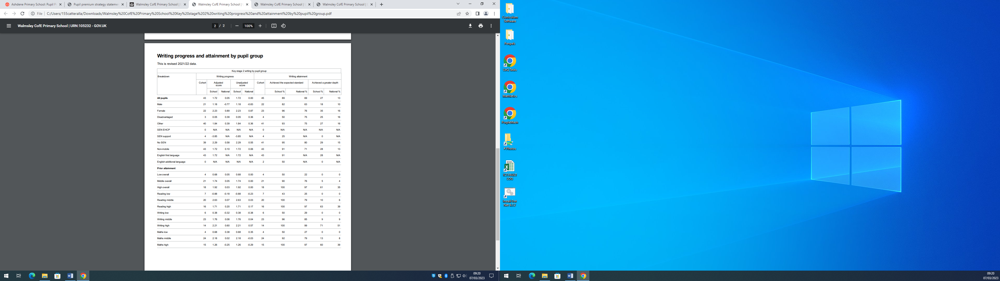 Ashdene Primary School: Pupil P
Pupil premium strategy statemen
Walmsley CofE Primary School |
Walmsley CofE Primary School |
Walmsley CofE Primary School |
Walmsley CofE Primary School |
File C:/Users/155catteralla/Downloads/Walmsley%20CofE%20Primary%20School%20Key%20stage%202%20writing%20progress%20and%20attainment%20by%20pupil%20group.pdf
Walmsley CofE Primary School | URN:105232 - GOV.UK 2 / 2 100%
Writing progress and attainment by pupil group
This is revised 2021/22 data.
Key stage 2 writing by pupil group
Breakdown Writing progress Writing attainment
Cohort Adjusted score Unadjusted score Cohort Achieved the expected standard Achieved a greater depth
School National School National School % National % School % National %
All pupils 43 1.72 0.05 1.72 0.00 45 89 69 27 13
Male 21 1.18 -0.77 1.18 -0.83 22 82 63 18 10
Female 22 2.23 0.89 2.23 0.87 23 96 76 35 16
Disadvantaged 3 0.05 0.39 0.05 0.36 4 50 75 25 16
Other 40 1.84 0.39 1.84 0.36 41 93 75 27 16
SEN EHCP 0 N/A N/A N/A N/A 0 N/A N/A N/A N/A
SEN support 4 -3.85 N/A -3.85 N/A 4 25 N/A 0 N/A
No SEN 39 2.29 0.58 2.29 0.55 41 95 80 29 15
Non-mobile 43 1.72 0.10 1.72 0.06 43 91 71 28 13
English first language 43 1.72 N/A 1.72 N/A 43 91 N/A 28 N/A
English additional language 0 N/A N/A N/A N/A 2 50 N/A 0 N/A
Prior attainment
Low overall 4 0.68 0.05 0.68 0.00 4 50 22 0 0
Middle overall 21 1.74 0.05 1.74 0.00 21 90 76 5 4
High overall 18 1.92 0.03 1.92 0.00 18 100 97 61 35
Reading low 7 -0.88 -0.18 -0.88 -0.23 7 43 25 0 0
Reading middle 20 2.63 0.07 2.63 0.03 20 100 79 10 6
Reading high 16 1.71 0.20 1.71 0.17 16 100 97 63 39
Writing low 6 0.38 -0.32 0.38 -0.38 6 50 29 0 0
Writing middle 23 1.76 0.08 1.76 0.04 23 96 85 9 9
Writing high 14 2.21 0.60 2.21 0.57 14 100 99 71 51
Maths low 4 0.68 0.38 0.68 0.35 4 50 27 0 0
Maths middle 24 2.18 0.02 2.18 -0.03 24 92 79 13 8
Maths high 15 1.26 -0.25 1.26 -0.29 15 100 97 60 39
09:20
07/03/2023
Curriculum
Software
Penpals
LbQ Tasks
Mathletics
PurpleMash
# Photos
ICT FAULT
LOG
Install Dot
Net 4.7.2
09:20
07/03/2023